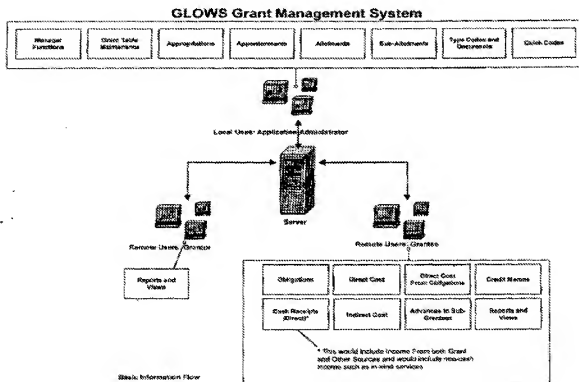 GLOWS Grant Management System
Manager
Functions
Grant Table
Maintenance
Appropriations
Apportionments
Allotments
Sub-Allotments
Type Codes and
Documents
Quick Codes
Local User: Application Administrator
Server
Remote Users: Grantor
Remote Users: Grantee
Reports and
Views
Obligations
Direct Cost
Direct Cost
From Obligations
Credit Memos
Cash Receipts
(Direct)*
Indirect Cost
Advances to Sub-
Grantees
Reports and
Views
* This would include Income From both Grant
and Other Sources and would include non-cash
income such as in-kind services
Basic Information Flow